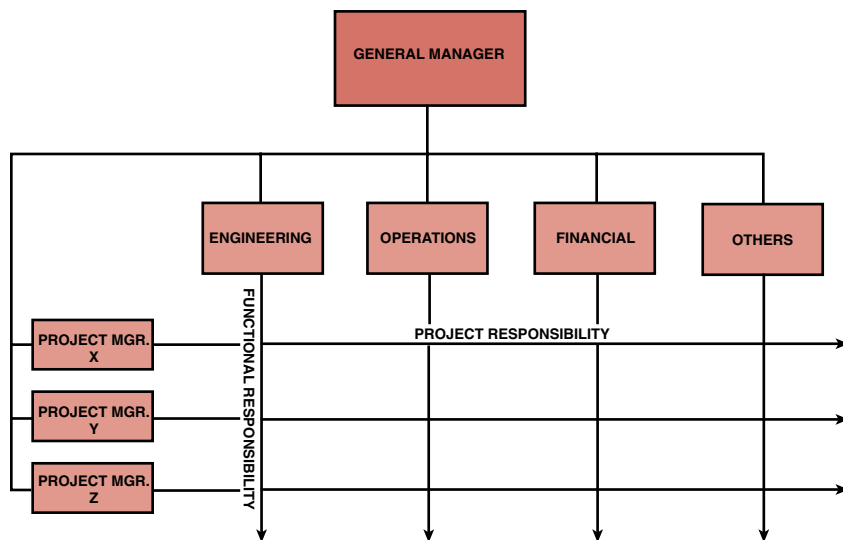 GENERAL MANAGER
ENGINEERING
OPERATIONS
FINANCIAL
OTHERS
FUNCTIONAL RESPONSIBILITY
PROJECT RESPONSIBILITY
PROJECT MGR.
X
PROJECT MGR.
Y
PROJECT MGR.
Z